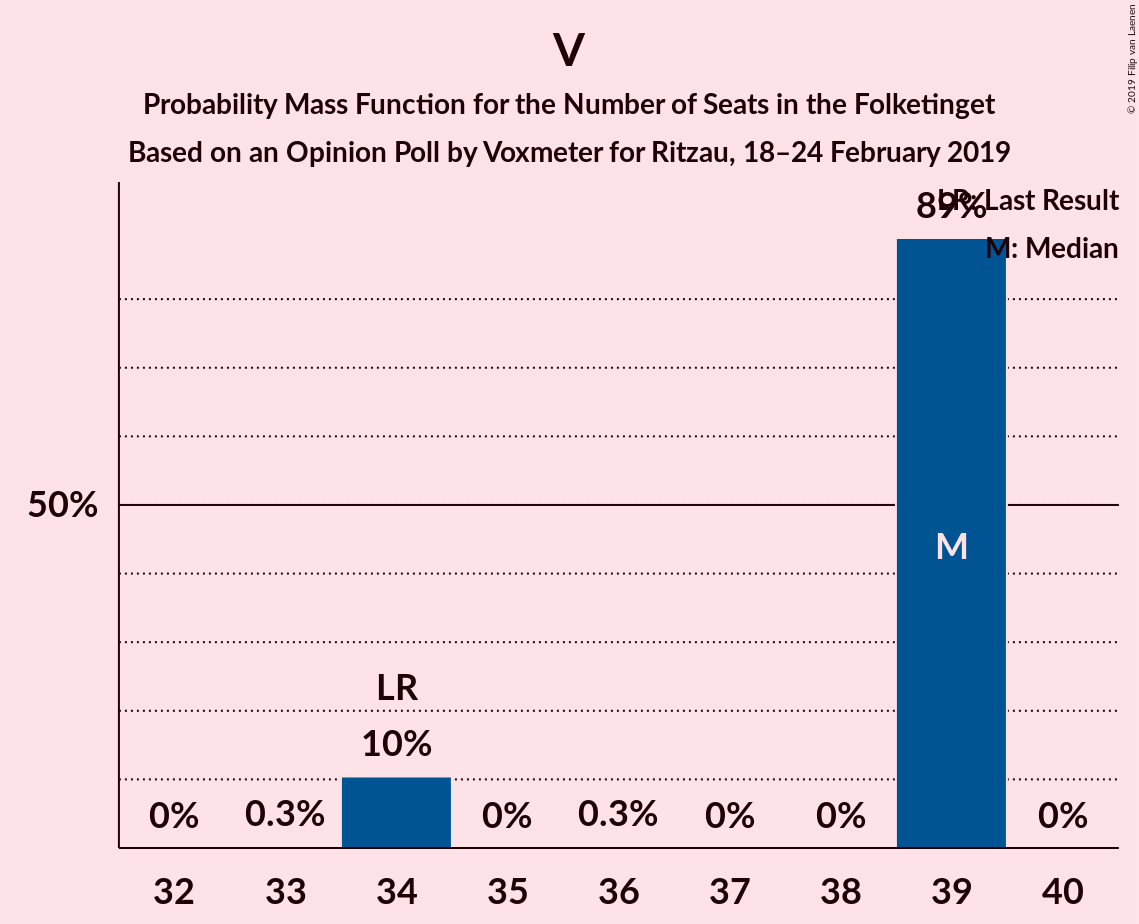 V
Probability Mass Function for the Number of Seats in the Folketinget
Based on an Opinion Poll by Voxmeter for Ritzau, 18–24 February 2019
© 2019 Filip van Laenen
LR: Last Result
M: Median
89%
50%
M
LR
10%
0% 0.3% 0% 0.3% 0% 0% 0%
32 33 34 35 36 37 38 39 40